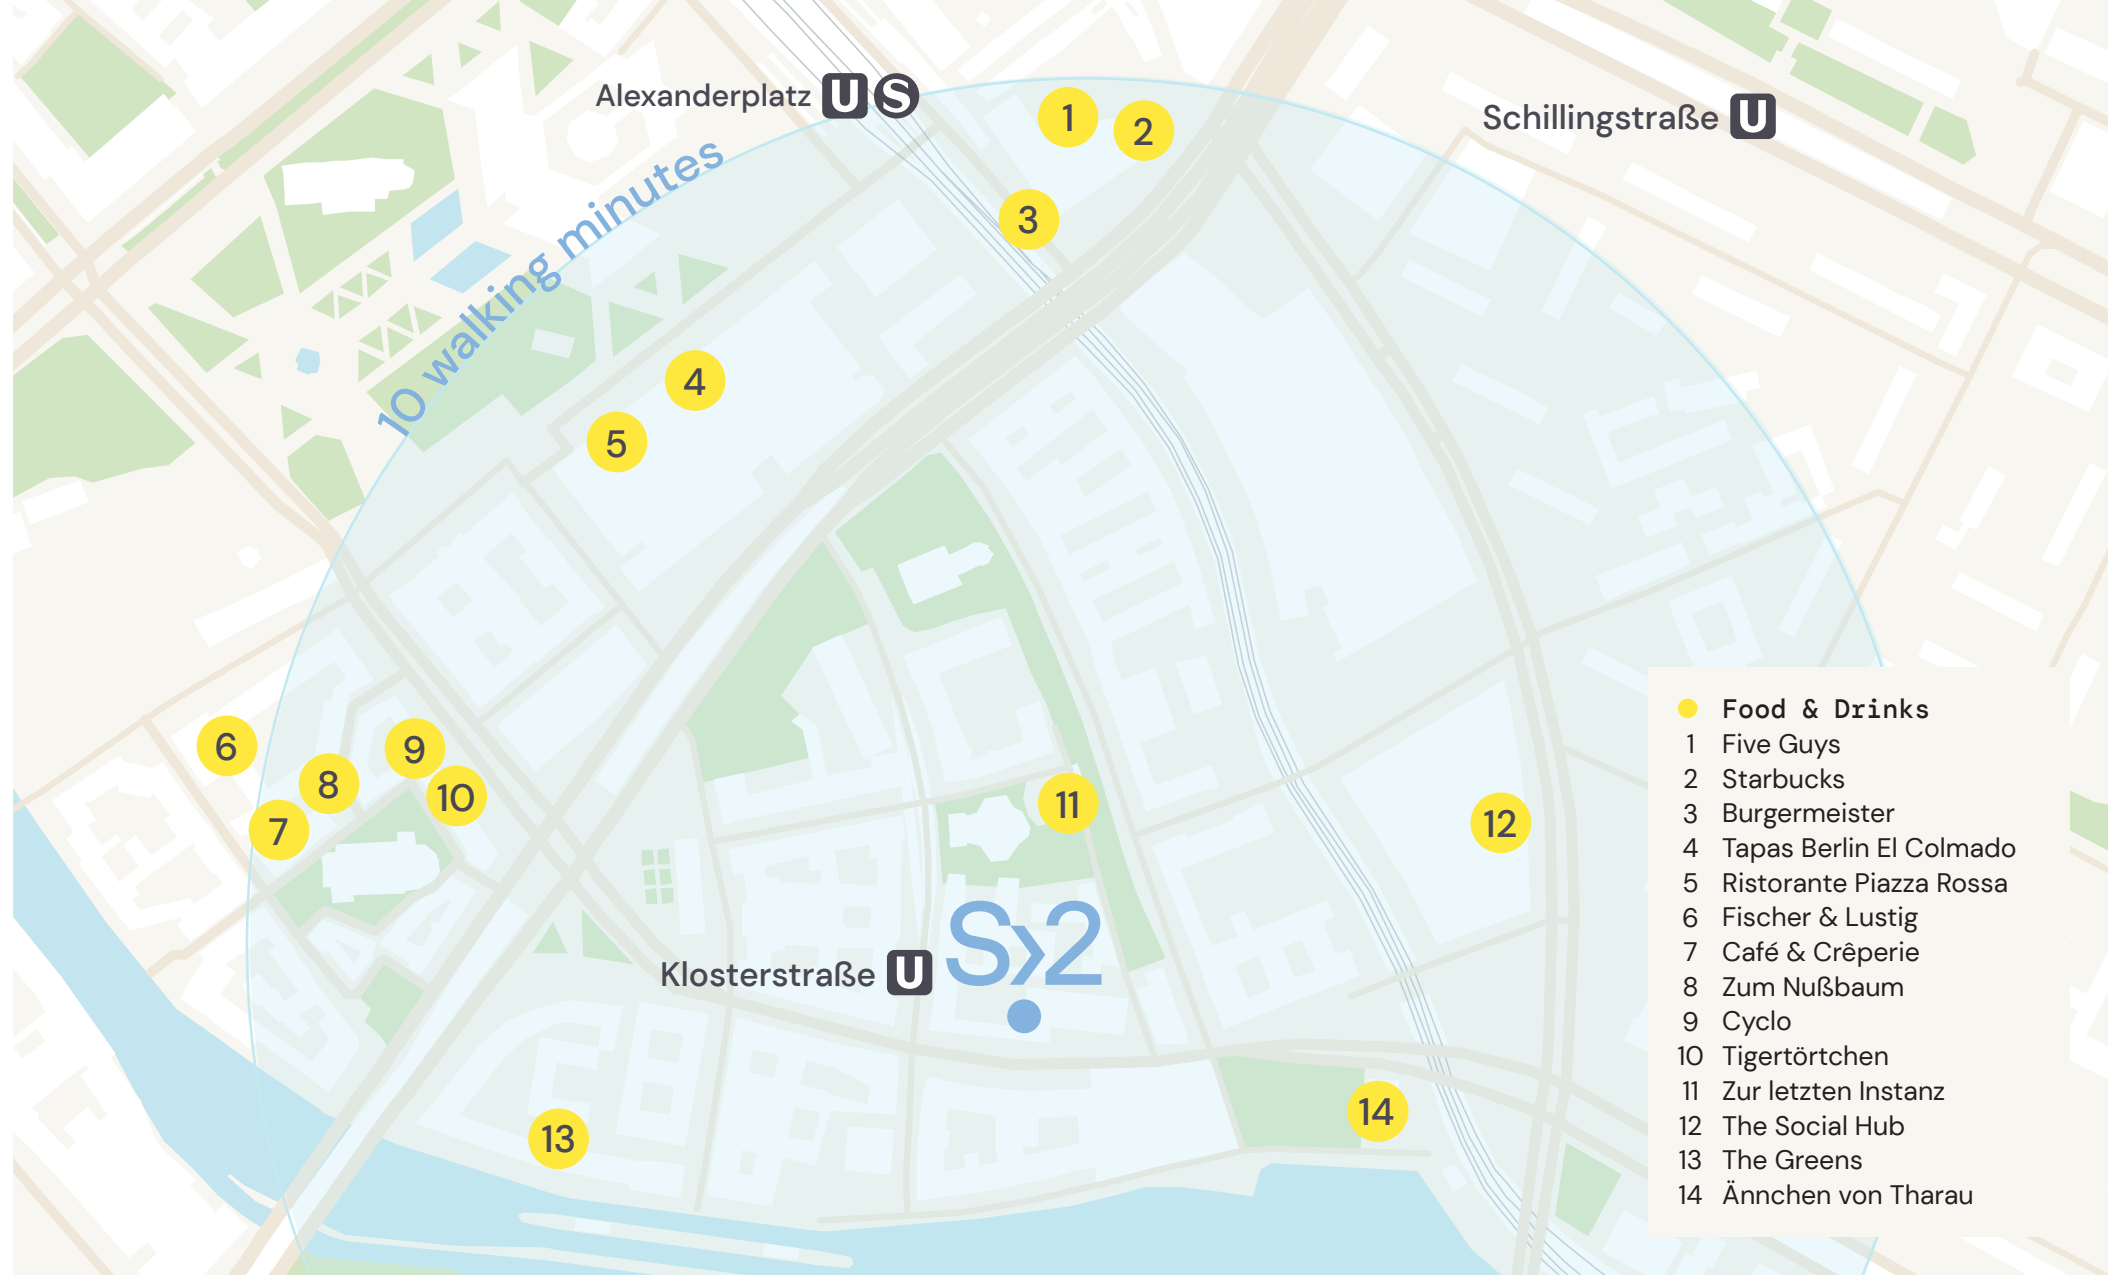 Alexanderplatz U S
Schillingstraße U
10 walking minutes
1
2
3
4
5
6
7
8
9
10
11
12
13
14
Klosterstraße U
S›2
Food & Drinks
1 Five Guys
2 Starbucks
3 Burgermeister
4 Tapas Berlin El Colmado
5 Ristorante Piazza Rossa
6 Fischer & Lustig
7 Café & Crêperie
8 Zum Nußbaum
9 Cyclo
10 Tigertörtchen
11 Zur letzten Instanz
12 The Social Hub
13 The Greens
14 Ännchen von Tharau